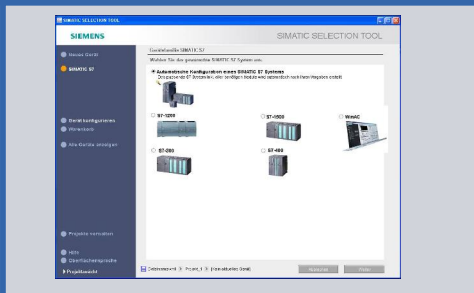 SIMATIC SELECTION TOOL
SIEMENS
SIMATIC SELECTION TOOL
Neues Gerät
SIMATIC S7
Gerät konfigurieren
Warenkorb
Alle Geräte anzeigen
Projekte verwalten
Hilfe
Oberflächensprache
Projektansicht
Gerätefamilie SIMATIC S7
Wählen Sie das gewünschte SIMATIC S7 System aus.
Automatische Konfiguration eines SIMATIC S7 Systems
S7-1200
S7-1500
WinAC
S7-200
S7-400